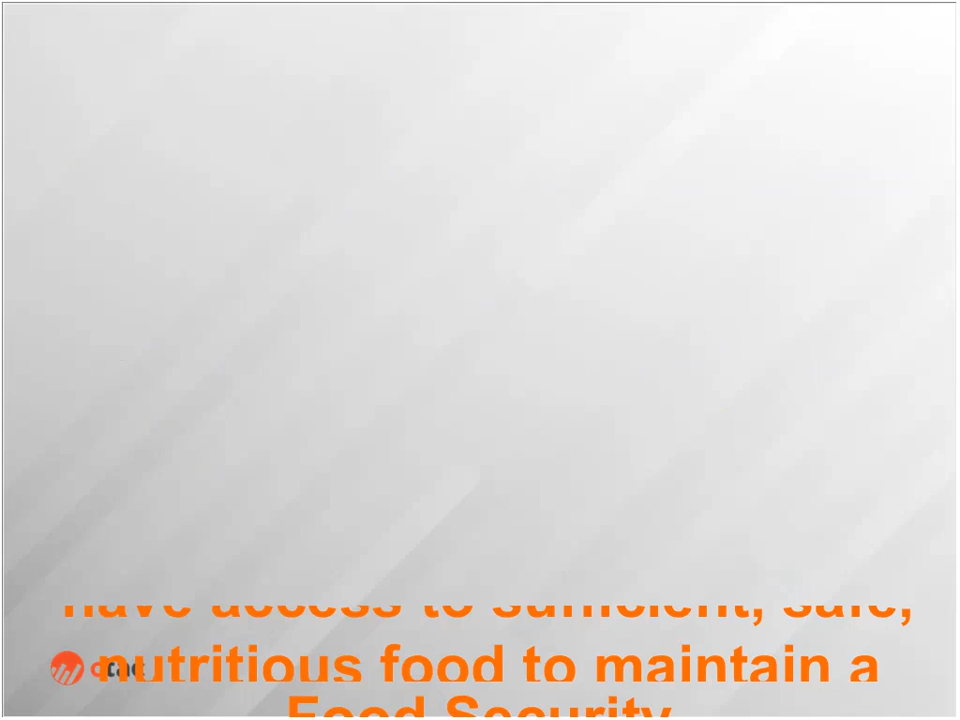 have access to sufficient, safe,
nutritious food to maintain a
Food Security